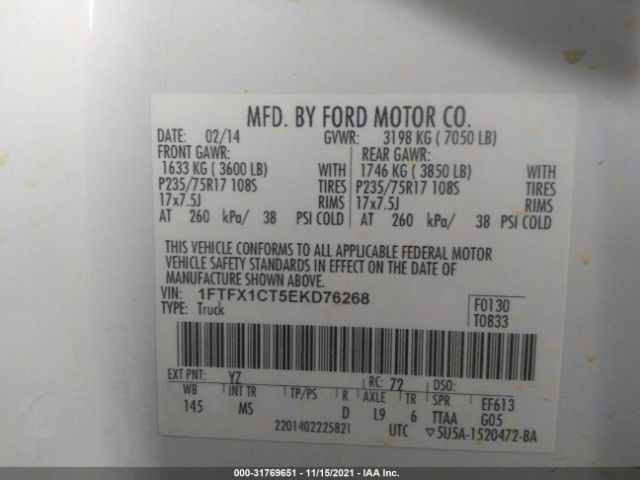 MFD. BY FORD MOTOR CO.
DATE: 02/14 GVWR: 3198 KG ( 7050 LB)
FRONT GAWR: REAR GAWR:
1633 KG ( 3600 LB) WITH 1746 KG ( 3850 LB) WITH
P235/75R17 108S TIRES P235/75R17 108S TIRES
17x7.5J RIMS 17x7.5J RIMS
AT 260 kPa/ 38 PSI COLD AT 260 kPa/ 38 PSI COLD
THIS VEHICLE CONFORMS TO ALL APPLICABLE FEDERAL MOTOR
VEHICLE SAFETY STANDARDS IN EFFECT ON THE DATE OF
MANUFACTURE SHOWN ABOVE.
VIN: 1FTFX1CT5EKD76268 F0130
TYPE: Truck T0833
EXT PNT: YZ RC: 72 DSO:
WB INT TR TP/PS R AXLE TR SPR EF613
145 MS D L9 6 TTAA G05
2201402225821 UTC ▽5U5A-1520472-BA
000-31769651 - 11/15/2021 - IAA Inc.